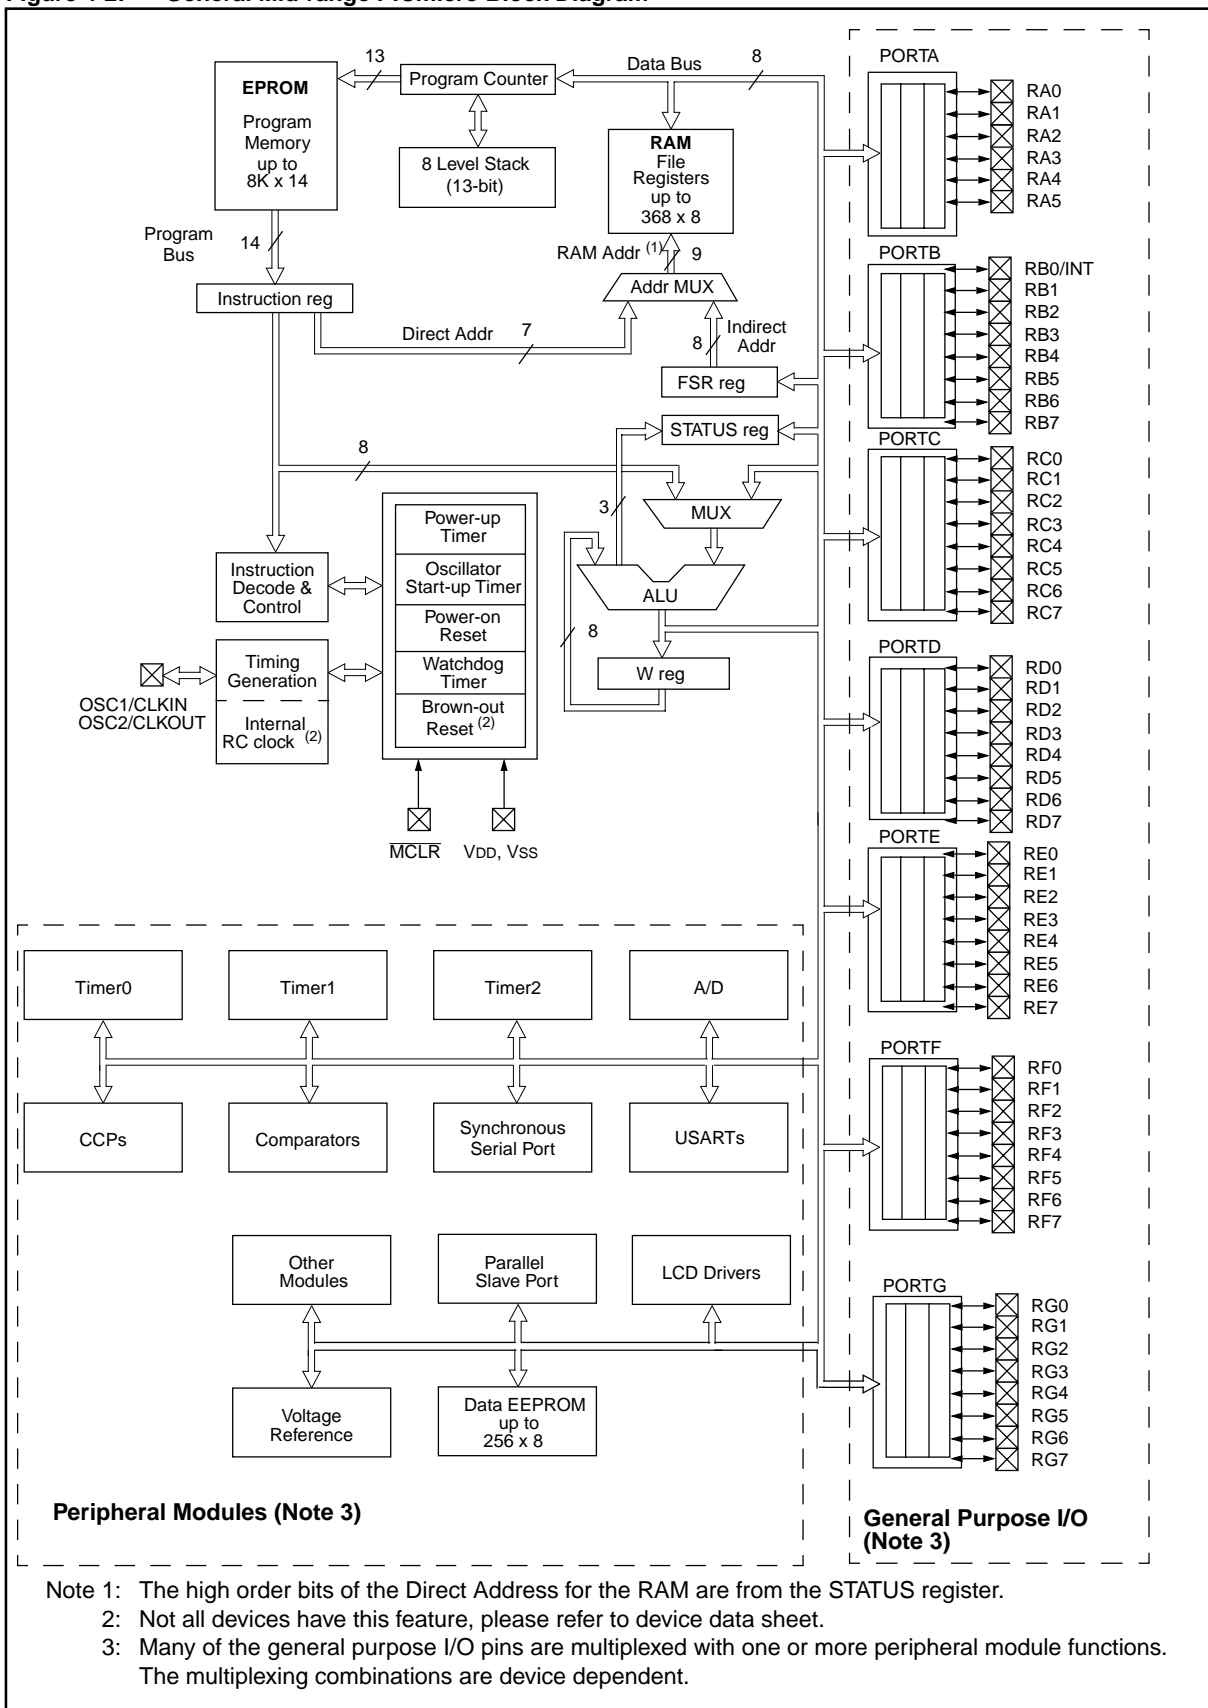 13
Data Bus
8
PORTA
EPROM
Program
Memory
up to
8K x 14
Program Counter
8 Level Stack
(13-bit)
RAM
File
Registers
up to
368 x 8
RA0
RA1
RA2
RA3
RA4
RA5
Program
Bus
14
RAM Addr (1)
9
PORTB
Instruction reg
Addr MUX
Direct Addr
7
Indirect
Addr
8
RB0/INT
RB1
RB2
RB3
RB4
RB5
RB6
RB7
FSR reg
STATUS reg
PORTC
8
3
MUX
RC0
RC1
RC2
RC3
RC4
RC5
RC6
RC7
Power-up
Timer
Instruction
Decode &
Control
Oscillator
Start-up Timer
ALU
Power-on
Reset
8
W reg
PORTD
Timing
Generation
Watchdog
Timer
OSC1/CLKIN
OSC2/CLKOUT
Internal
RC clock (2)
Brown-out
Reset (2)
RD0
RD1
RD2
RD3
RD4
RD5
RD6
RD7
MCLR
VDD, VSS
PORTE
RE0
RE1
RE2
RE3
RE4
RE5
RE6
RE7
Timer0
Timer1
Timer2
A/D
PORTF
CCPs
Comparators
Synchronous
Serial Port
USARTs
RF0
RF1
RF2
RF3
RF4
RF5
RF6
RF7
Other
Modules
Parallel
Slave Port
LCD Drivers
PORTG
RG0
RG1
RG2
RG3
RG4
RG5
RG6
RG7
Voltage
Reference
Data EEPROM
up to
256 x 8
Peripheral Modules (Note 3)
General Purpose I/O
(Note 3)
Note 1: The high order bits of the Direct Address for the RAM are from the STATUS register.
2: Not all devices have this feature, please refer to device data sheet.
3: Many of the general purpose I/O pins are multiplexed with one or more peripheral module functions.
The multiplexing combinations are device dependent.